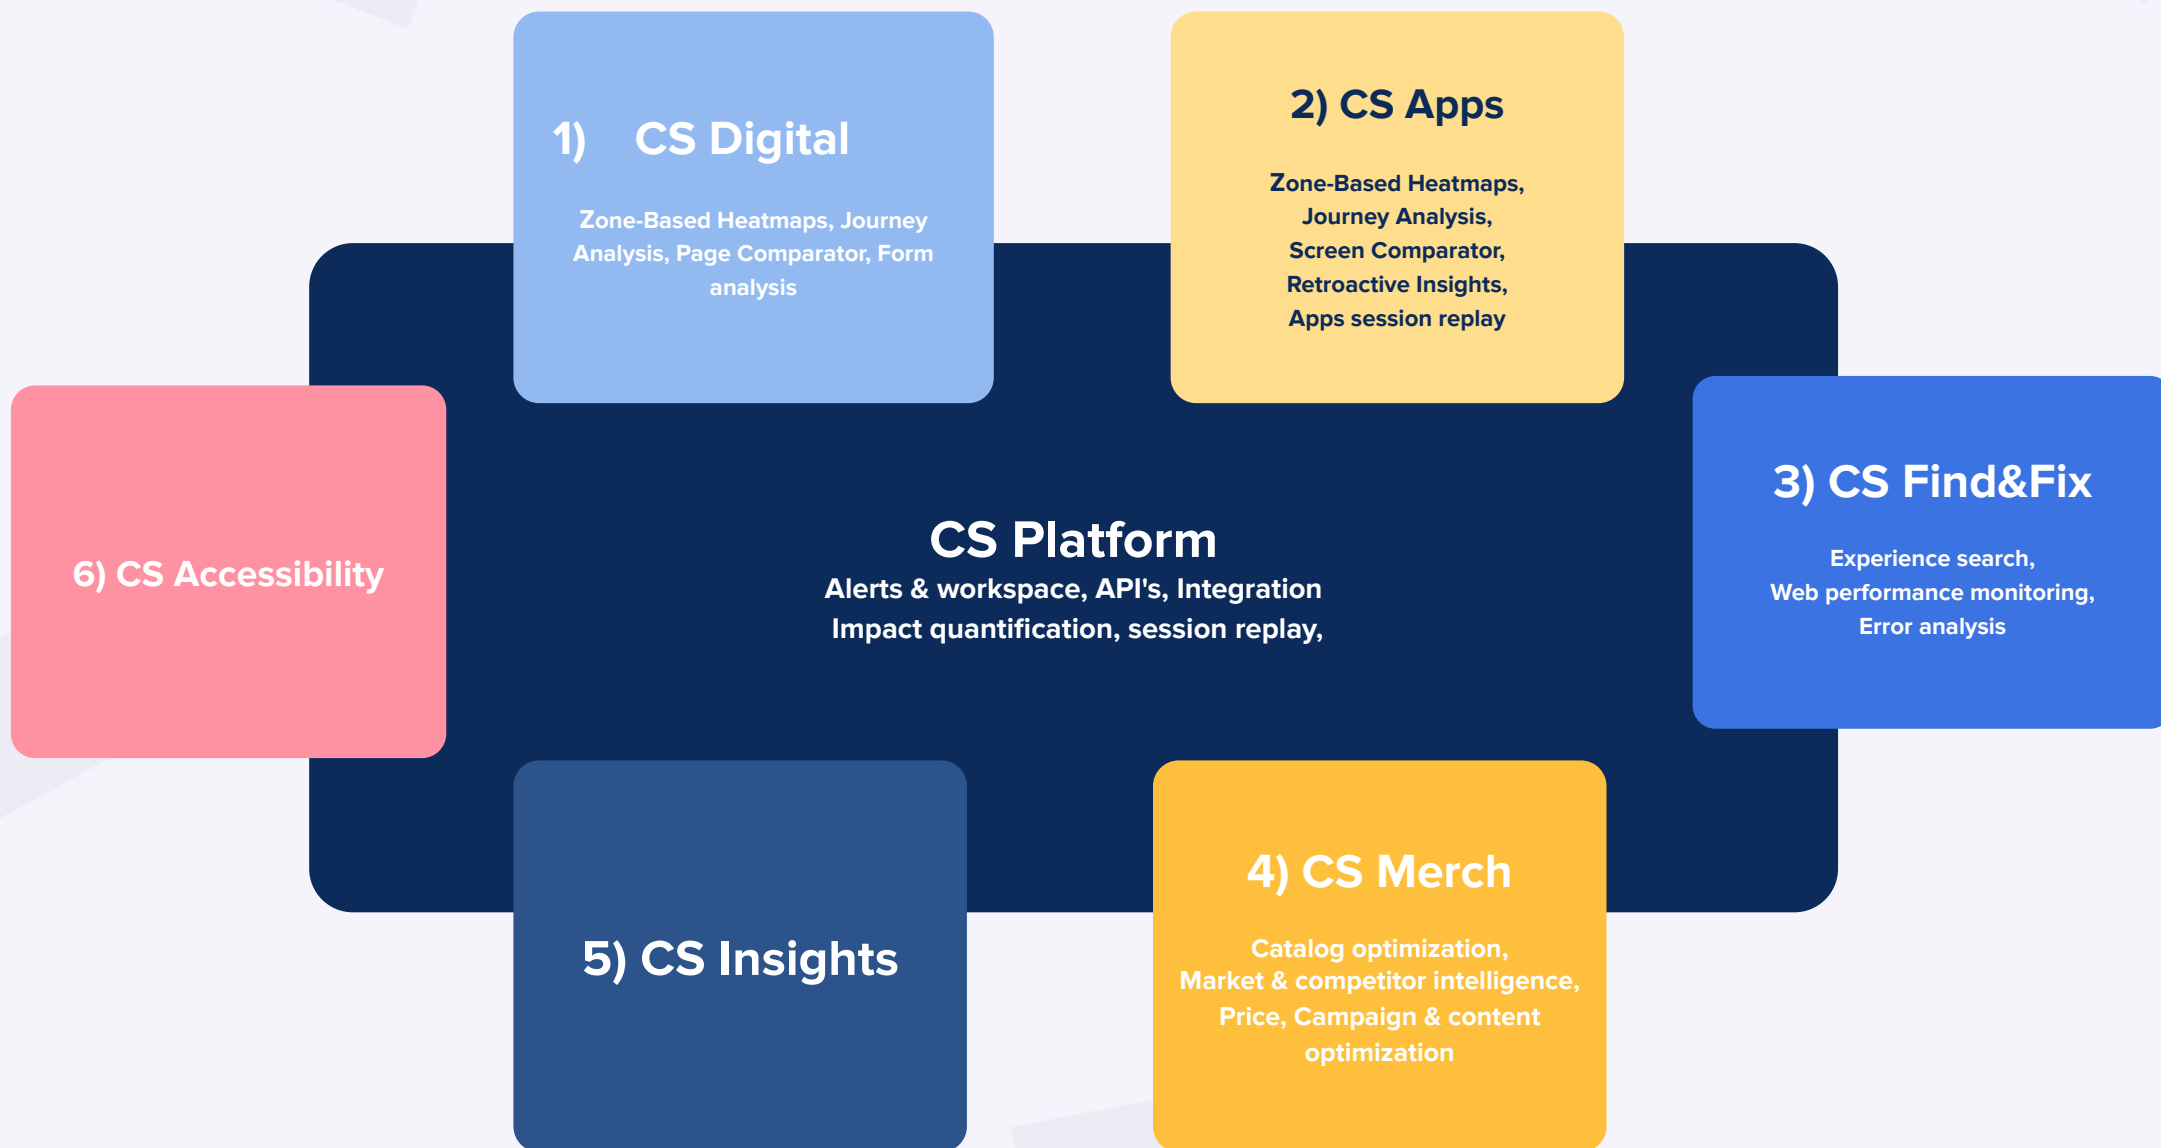 1) CS Digital
Zone-Based Heatmaps, Journey
Analysis, Page Comparator, Form
analysis
2) CS Apps
Zone-Based Heatmaps,
Journey Analysis,
Screen Comparator,
Retroactive Insights,
Apps session replay
3) CS Find&Fix
Experience search,
Web performance monitoring,
Error analysis
CS Platform
Alerts & workspace, API's, Integration
Impact quantification, session replay,
6) CS Accessibility
5) CS Insights
4) CS Merch
Catalog optimization,
Market & competitor intelligence,
Price, Campaign & content
optimization